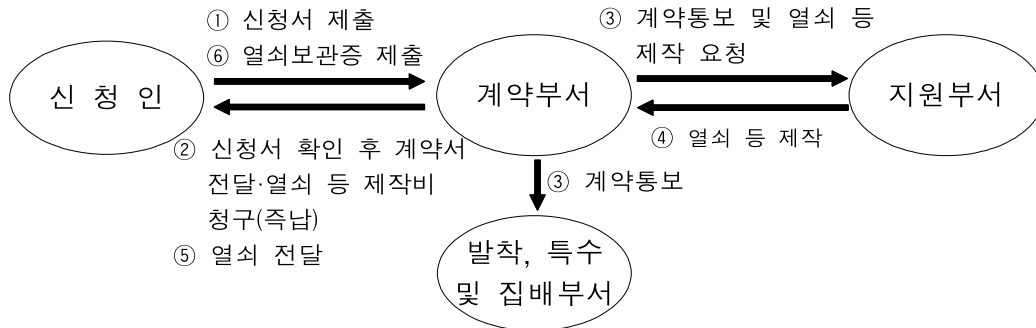 ① 신청서 제출
⑥ 열쇠보관증 제출
③ 계약통보 및 열쇠 등
제작 요청
신 청 인
계약부서
지원부서
② 신청서 확인 후 계약서
전달·열쇠 등 제작비
청구(즉납)
⑤ 열쇠 전달
④ 열쇠 등 제작
③ 계약통보
발착, 특수
및 집배부서